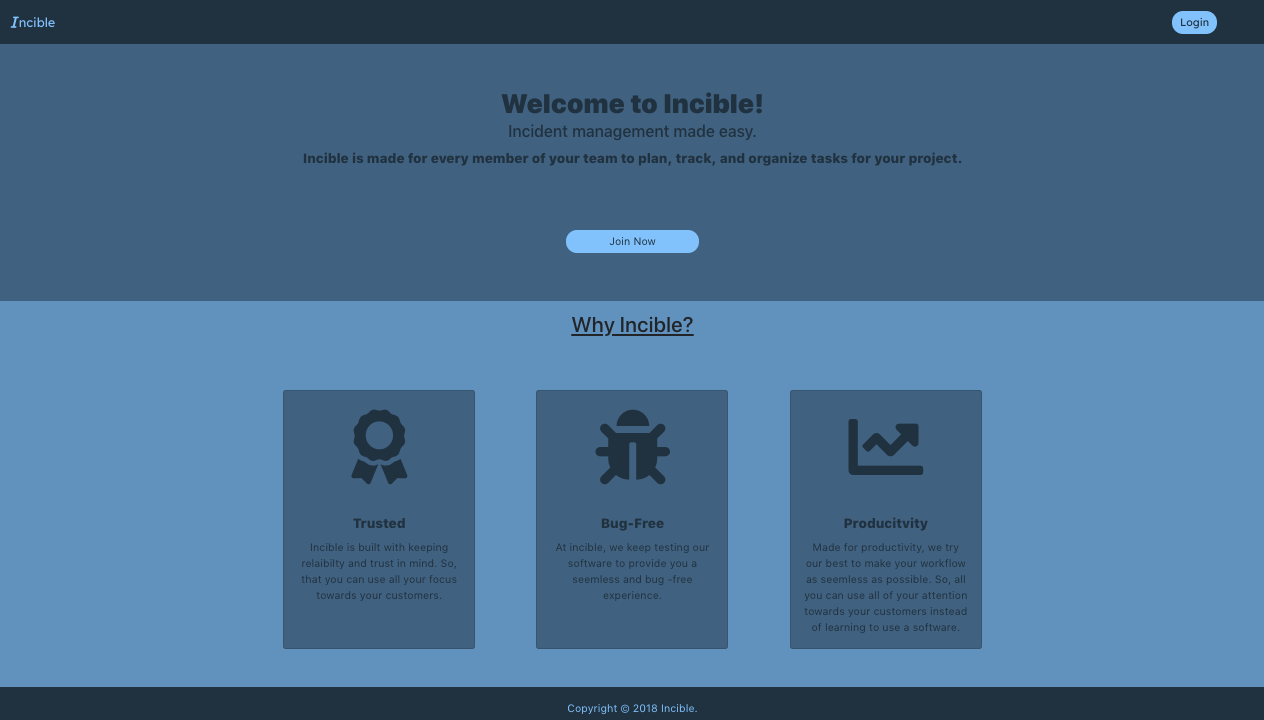 Incible
Login
Welcome to Incible!
Incident management made easy.
Incible is made for every member of your team to plan, track, and organize tasks for your project.
Join Now
Why Incible?
Trusted
Incible is built with keeping
relaibilty and trust in mind. So,
that you can use all your focus
towards your customers.
Bug-Free
At incible, we keep testing our
software to provide you a
seemless and bug -free
experience.
Producitvity
Made for productivity, we try
our best to make your workflow
as seemless as possible. So, all
you can use all of your attention
towards your customers instead
of learning to use a software.
Copyright © 2018 Incible.